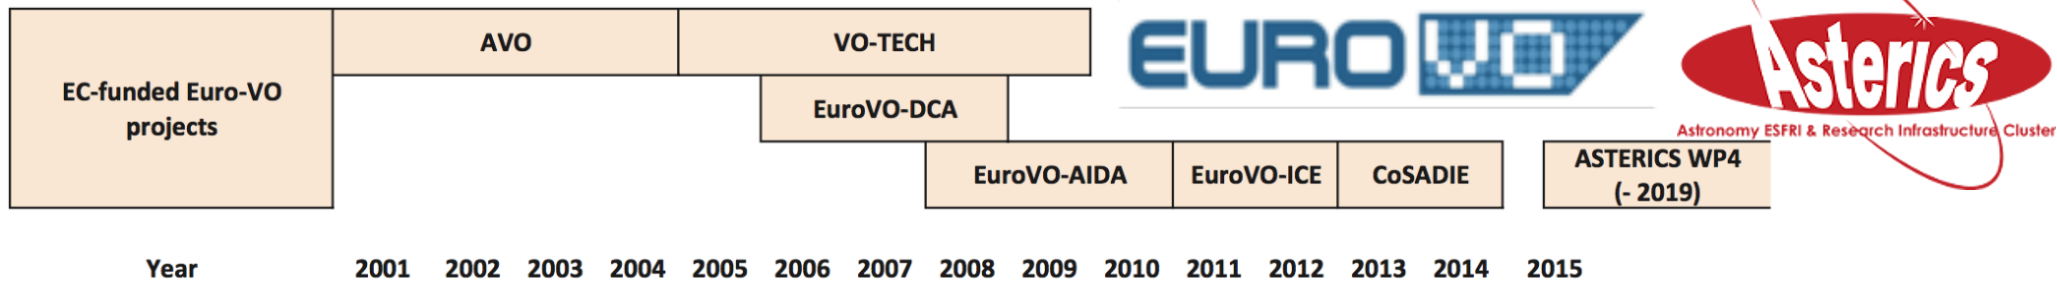 AVO
VO-TECH
EURO VO
Asterics
EC-funded Euro-VO
projects
EuroVO-DCA
Astronomy ESFRI & Research Infrastructure Cluster
EuroVO-AIDA
EuroVO-ICE
CoSADIE
ASTERICS WP4
(- 2019)
Year 2001 2002 2003 2004 2005 2006 2007 2008 2009 2010 2011 2012 2013 2014 2015